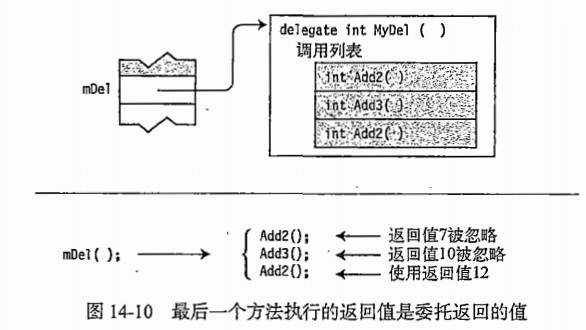 delegate int MyDel ( )
调用列表
mDel
int Add2( )
int Add3( )
int Add2( )
mDel( );
Add2(); 返回值7被忽略
Add3(); 返回值10被忽略
Add2(); 使用返回值12
图 14-10 最后一个方法执行的返回值是委托返回的值